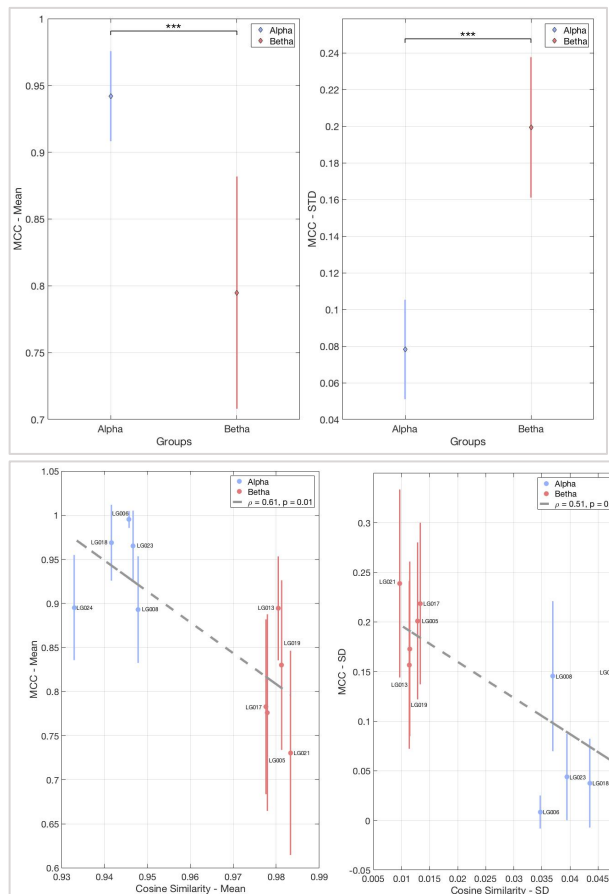 1
0.95
0.9
0.85
0.8
0.75
0.7
MCC - Mean
***
Alpha
Betha
Alpha
Betha
Groups
0.24
0.22
0.2
0.18
0.16
0.14
0.12
0.1
0.08
0.06
0.04
MCC - STD
***
Alpha
Betha
Alpha
Betha
Groups
1.05
1
0.95
0.9
0.85
0.8
0.75
0.7
0.65
0.6
MCC - Mean
Alpha
Betha
ρ = 0.61, p = 0.01
LG006
LG018
LG023
LG024
LG008
LG013
LG019
LG017
LG005
LG021
0.93
0.94
0.95
0.96
0.97
0.98
0.99
Cosine Similarity - Mean
0.3
0.25
0.2
0.15
0.1
0.05
0
-0.05
MCC - SD
Alpha
Betha
ρ = 0.51, p = 0.
LG021
LG017
LG005
LG013
LG019
LG008
LG0
LG023
LG018
LG006
0.005
0.01
0.015
0.02
0.025
0.03
0.035
0.04
0.045
Cosine Similarity - SD